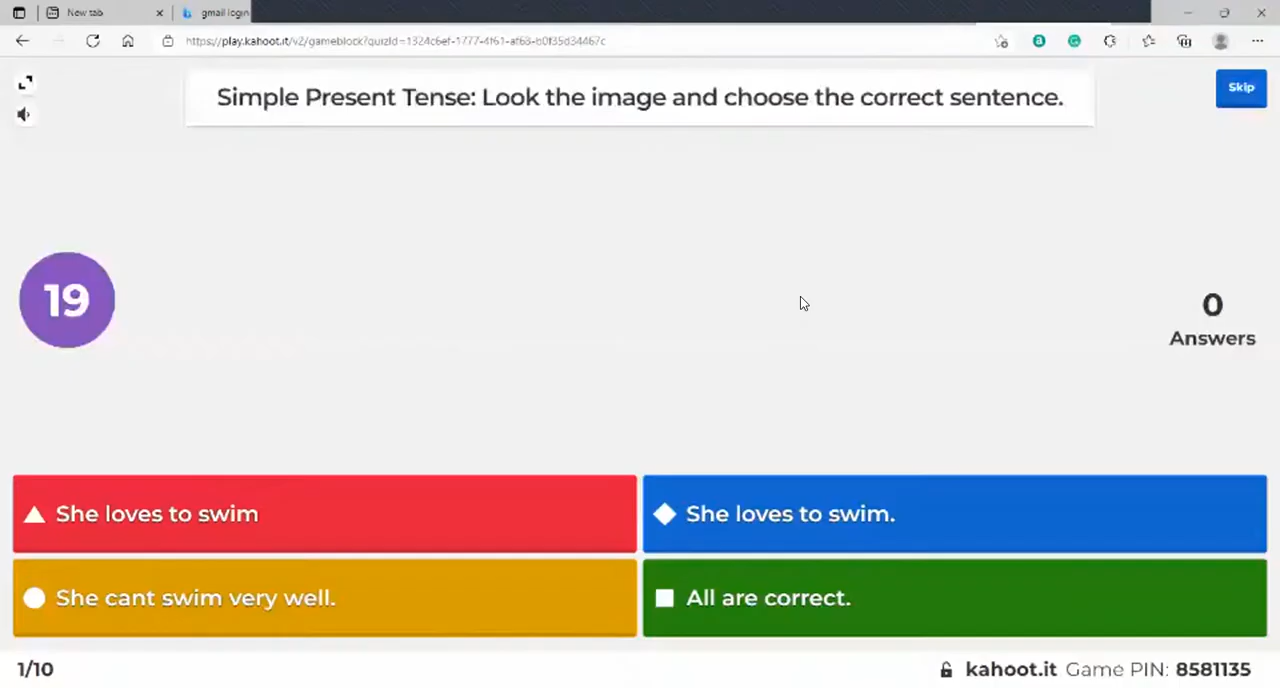 New tab
gmail login
https://play.kahoot.it/v2/gameblock?quizId=1324c6ef-1777-4f61-af63-b0f35d34467c
Simple Present Tense: Look the image and choose the correct sentence.
Skip
19
0
Answers
She loves to swim
She loves to swim.
She cant swim very well.
All are correct.
1/10
kahoot.it Game PIN: 8581135